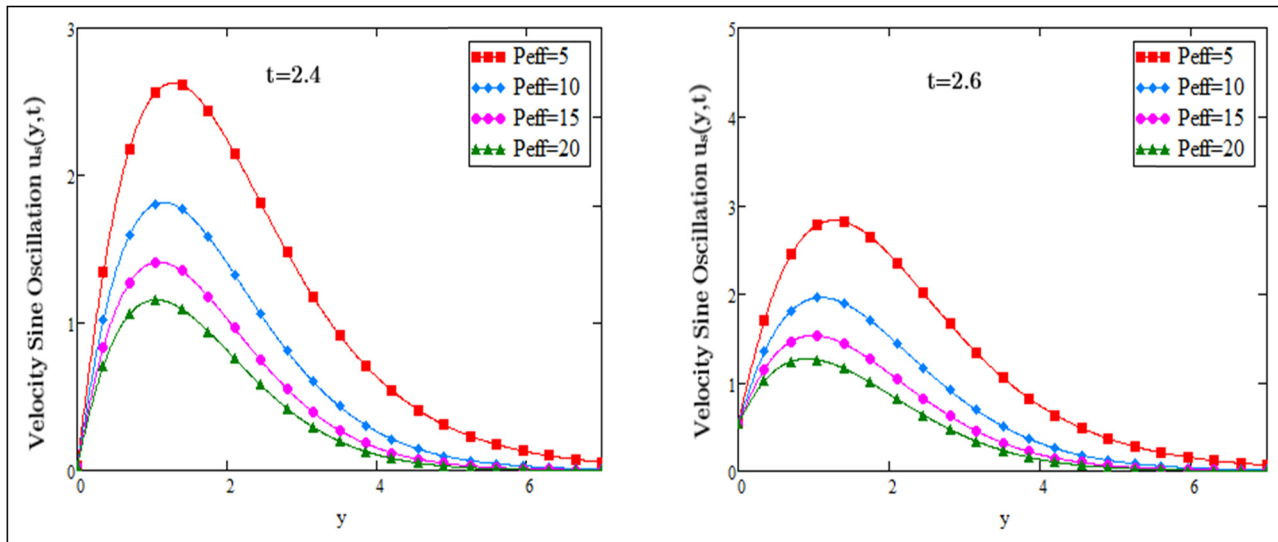 3
2
1
0
0
2
4
6
y
Velocity Sine Oscillation us(y,t)
t=2.4
Peff=5
Peff=10
Peff=15
Peff=20
5
4
3
2
1
0
0
2
4
6
y
Velocity Sine Oscillation us(y,t)
t=2.6
Peff=5
Peff=10
Peff=15
Peff=20